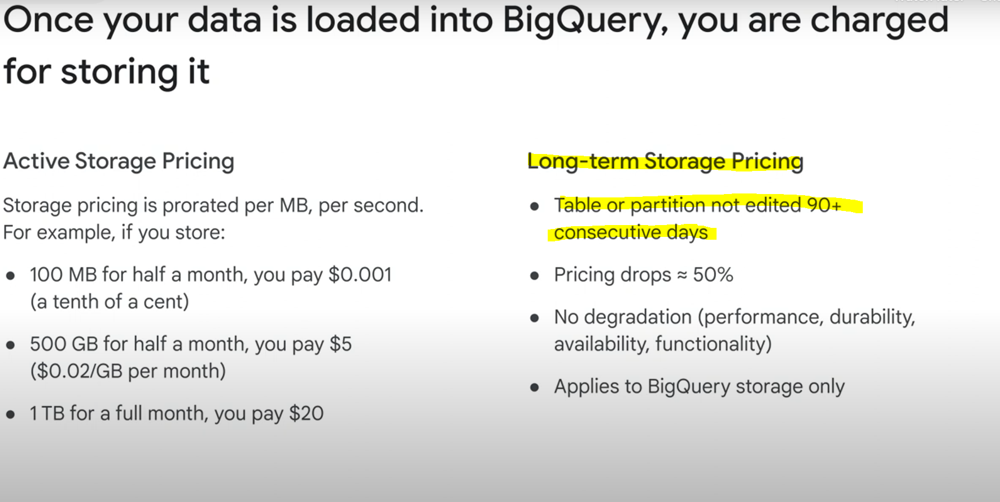 Once your data is loaded into BigQuery, you are charged
for storing it
Active Storage Pricing
Storage pricing is prorated per MB, per second.
For example, if you store:
● 100 MB for half a month, you pay $0.001
(a tenth of a cent)
● 500 GB for half a month, you pay $5
($0.02/GB per month)
● 1 TB for a full month, you pay $20
Long-term Storage Pricing
● Table or partition not edited 90+
consecutive days
● Pricing drops ≈ 50%
● No degradation (performance, durability,
availability, functionality)
● Applies to BigQuery storage only